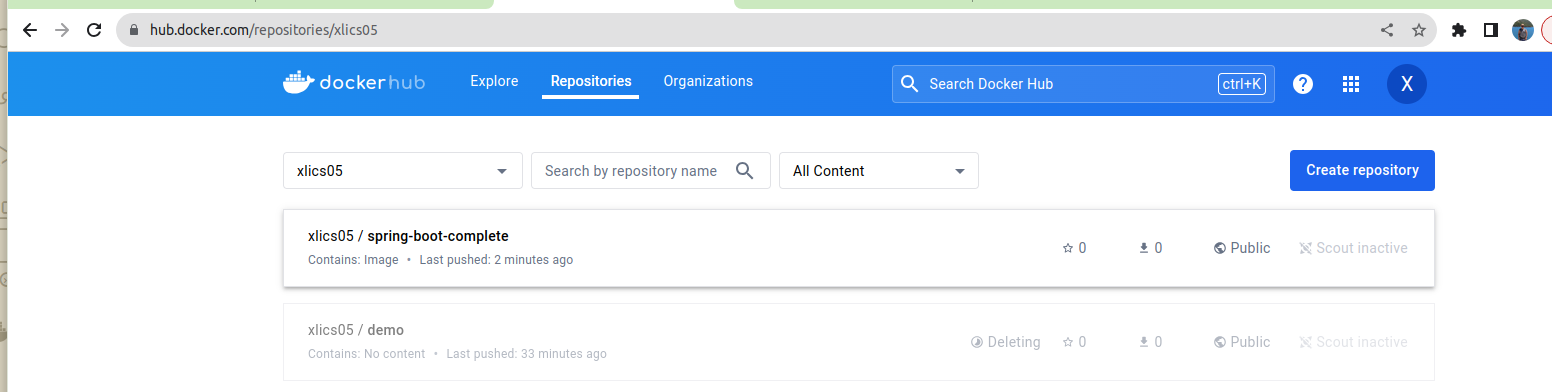 hub.docker.com/repositories/xlics05
dockerhub Explore Repositories Organizations Search Docker Hub ctrl+K ? X
xlics05 Search by repository name All Content Create repository
xlics05 / spring-boot-complete
Contains: Image • Last pushed: 2 minutes ago
0 0 Public Scout inactive
xlics05 / demo
Contains: No content • Last pushed: 33 minutes ago
Deleting 0 0 Public Scout inactive